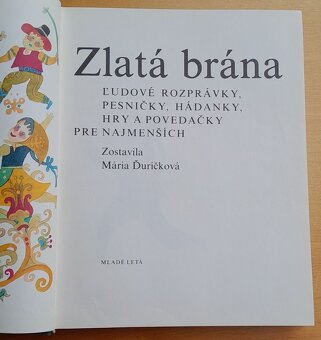 Zlatá brána
ĽUDOVÉ ROZPRÁVKY,
PESNIČKY, HÁDANKY,
HRY A POVEDAČKY
PRE NAJMENŠÍCH
Zostavila
Mária Ďuríčková
MLADÉ LETÁ